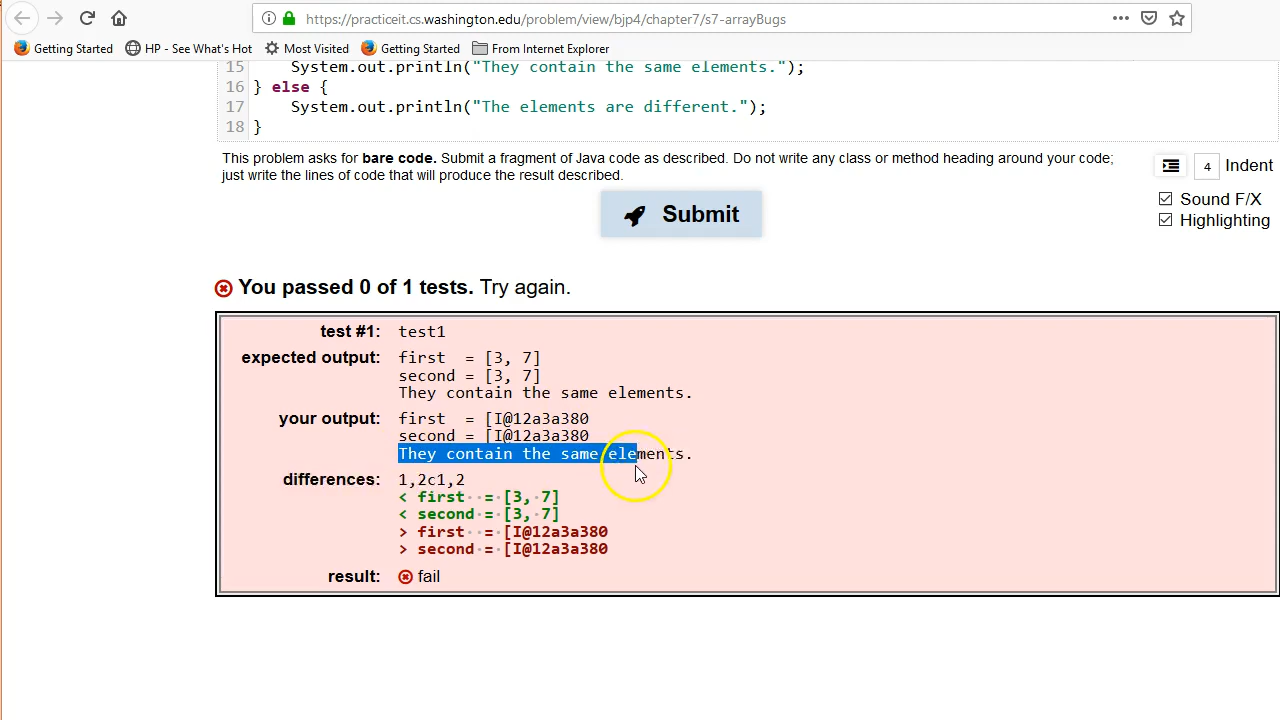 https://practiceit.cs.washington.edu/problem/view/bjp4/chapter7/s7-arrayBugs
Getting Started HP - See What's Hot Most Visited Getting Started From Internet Explorer
15 System.out.println("They contain the same elements.");
16 } else {
17 System.out.println("The elements are different.");
18 }
This problem asks for bare code. Submit a fragment of Java code as described. Do not write any class or method heading around your code;
just write the lines of code that will produce the result described.
4 Indent
Sound F/X
Highlighting
Submit
You passed 0 of 1 tests. Try again.
test #1: test1
expected output: first  = [3, 7]
second = [3, 7]
They contain the same elements.
your output: first  = [I@12a3a380
second = [I@12a3a380
They contain the same elements.
differences: 1,2c1,2
< first··=·[3,·7]
< second·=·[3,·7]
> first··=·[I@12a3a380
> second·=·[I@12a3a380
result: fail